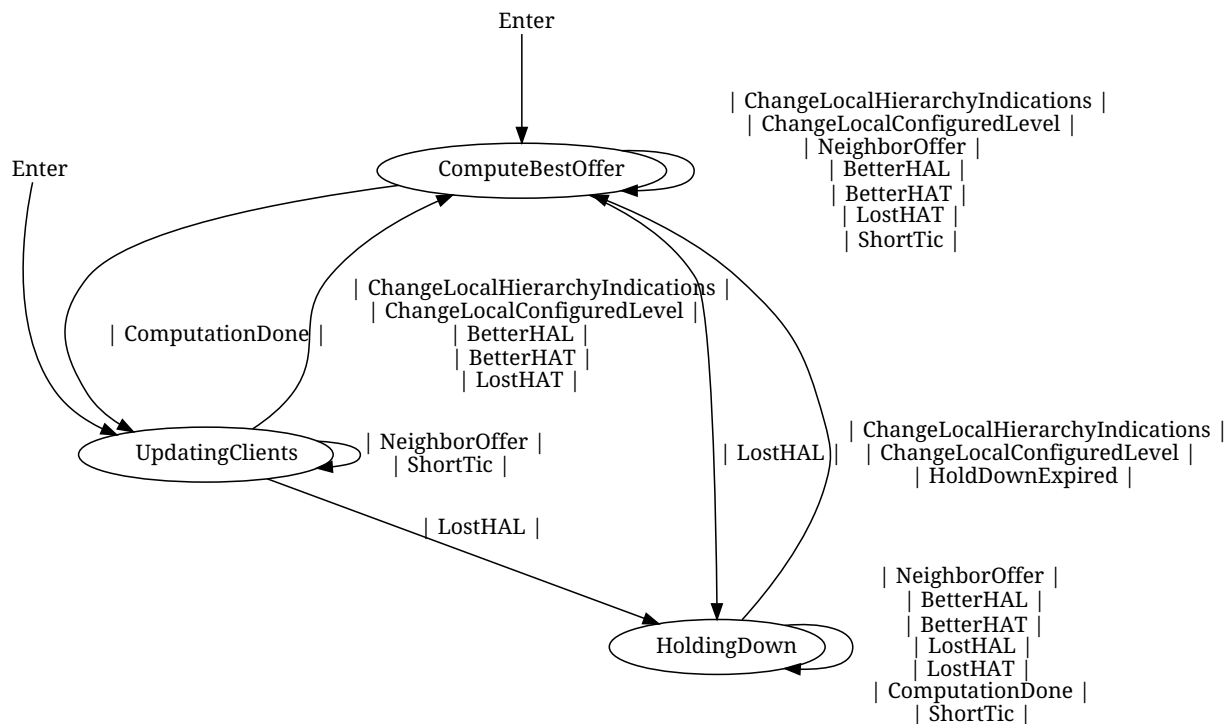 Enter
| ChangeLocalHierarchyIndications |
| ChangeLocalConfiguredLevel |
| NeighborOffer |
| BetterHAL |
| BetterHAT |
| LostHAT |
| ShortTic |
Enter
ComputeBestOffer
| ChangeLocalHierarchyIndications |
| ChangeLocalConfiguredLevel |
| BetterHAL |
| BetterHAT |
| LostHAT |
| ComputationDone |
UpdatingClients
| NeighborOffer |
| ShortTic |
| LostHAL |
| ChangeLocalHierarchyIndications |
| ChangeLocalConfiguredLevel |
| HoldDownExpired |
| LostHAL |
HoldingDown
| NeighborOffer |
| BetterHAL |
| BetterHAT |
| LostHAL |
| LostHAT |
| ComputationDone |
| ShortTic |